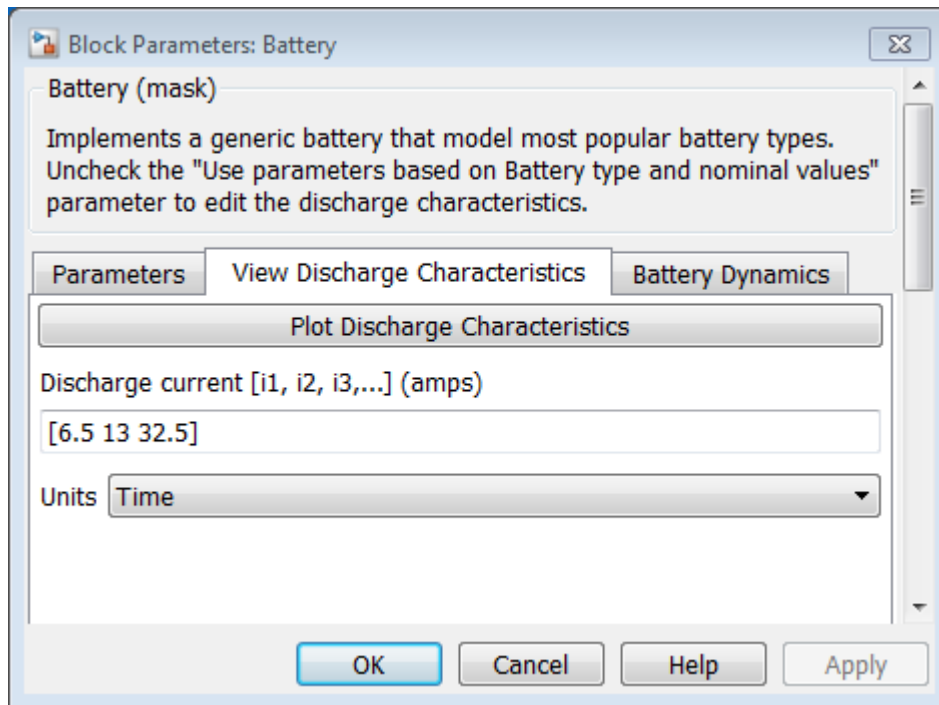 Block Parameters: Battery
Battery (mask)
Implements a generic battery that model most popular battery types.
Uncheck the "Use parameters based on Battery type and nominal values"
parameter to edit the discharge characteristics.
Parameters View Discharge Characteristics Battery Dynamics
Plot Discharge Characteristics
Discharge current [i1, i2, i3,...] (amps)
[6.5 13 32.5]
Units Time
OK Cancel Help Apply